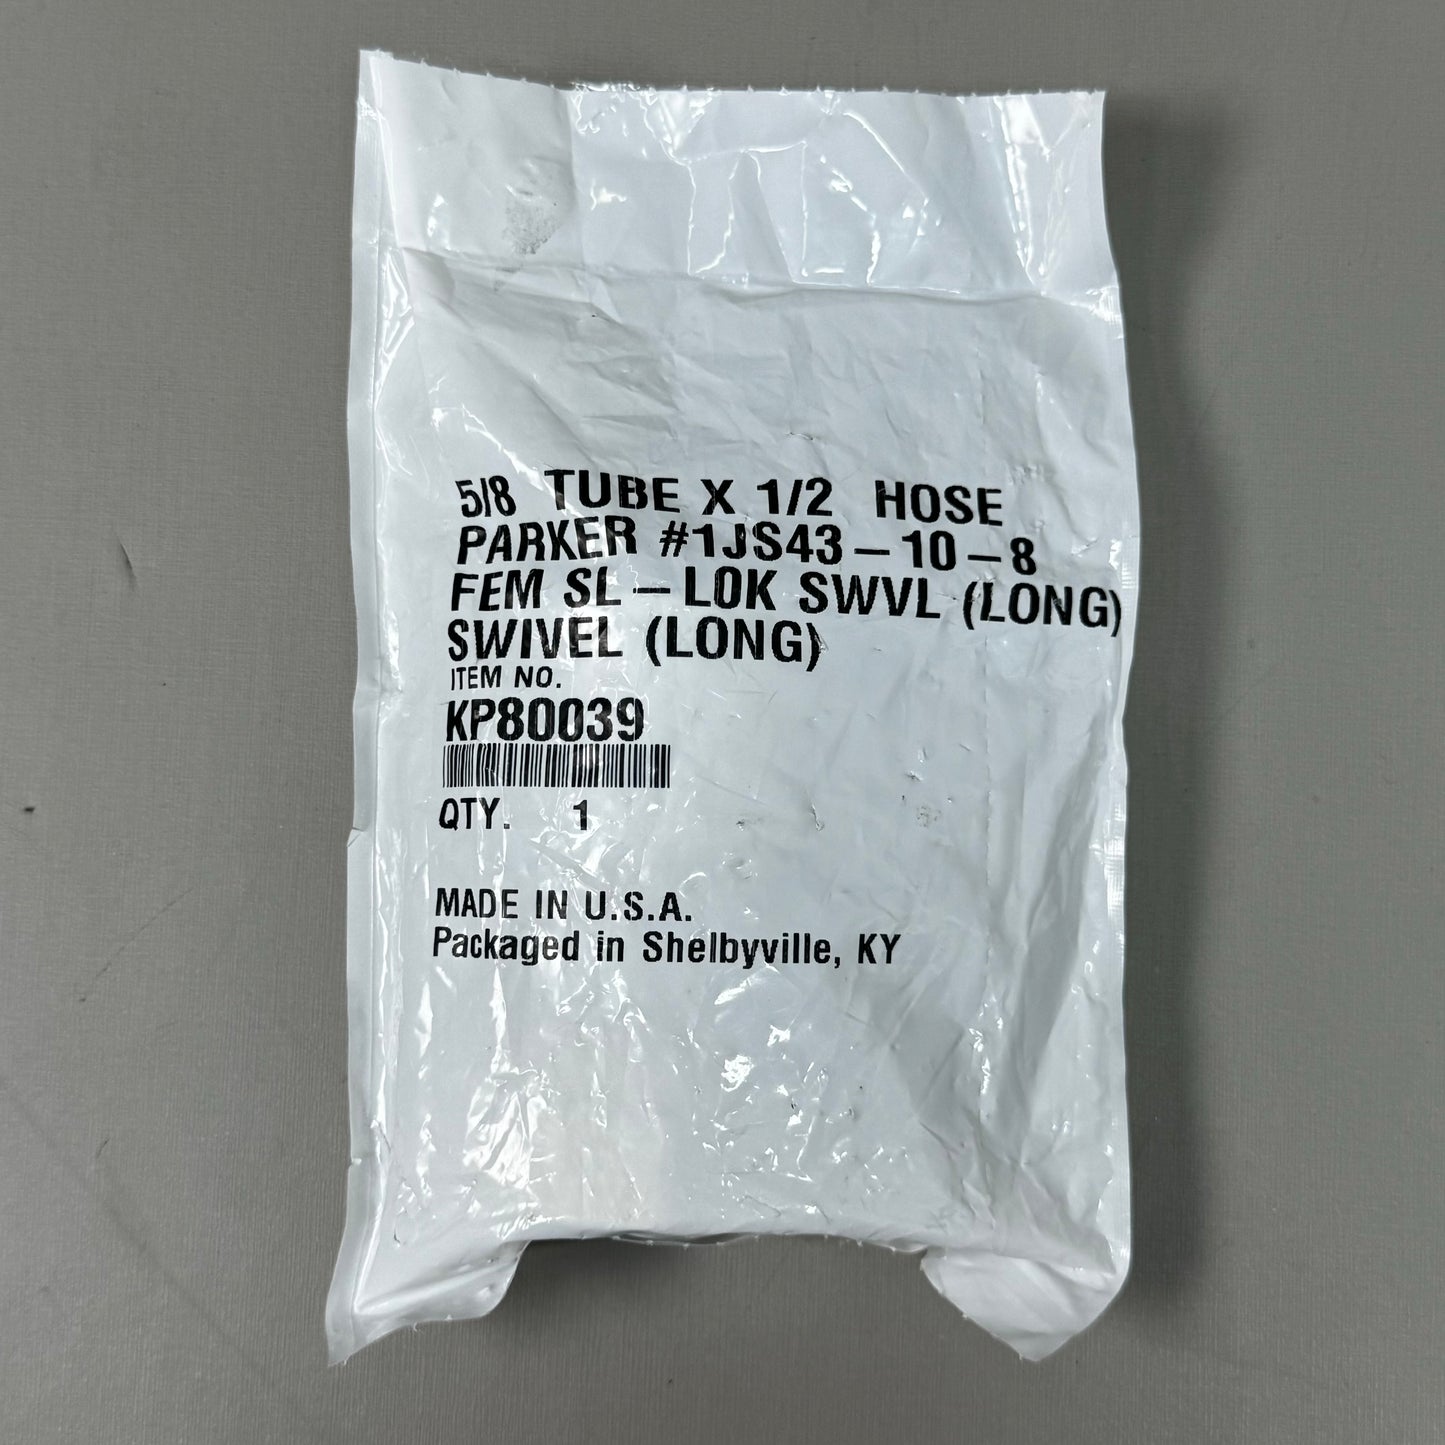 5/8 TUBE X 1/2 HOSE
PARKER #1JS43-10-8
FEM SL-LOK SWVL (LONG)
SWIVEL (LONG)
ITEM NO.
KP80039
QTY. 1
MADE IN U.S.A.
Packaged in Shelbyville, KY